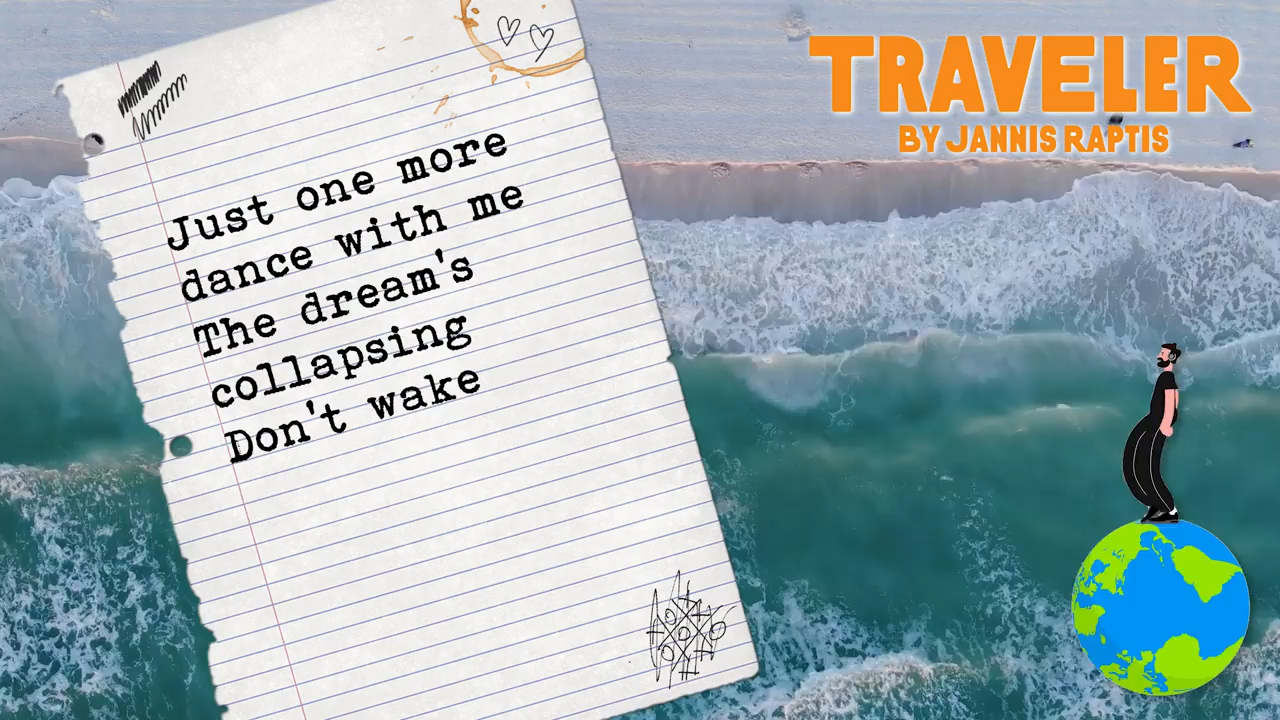 TRAVELER
BY JANNIS RAPTIS
Just one more
dance with me
The dream's
collapsing
Don't wake